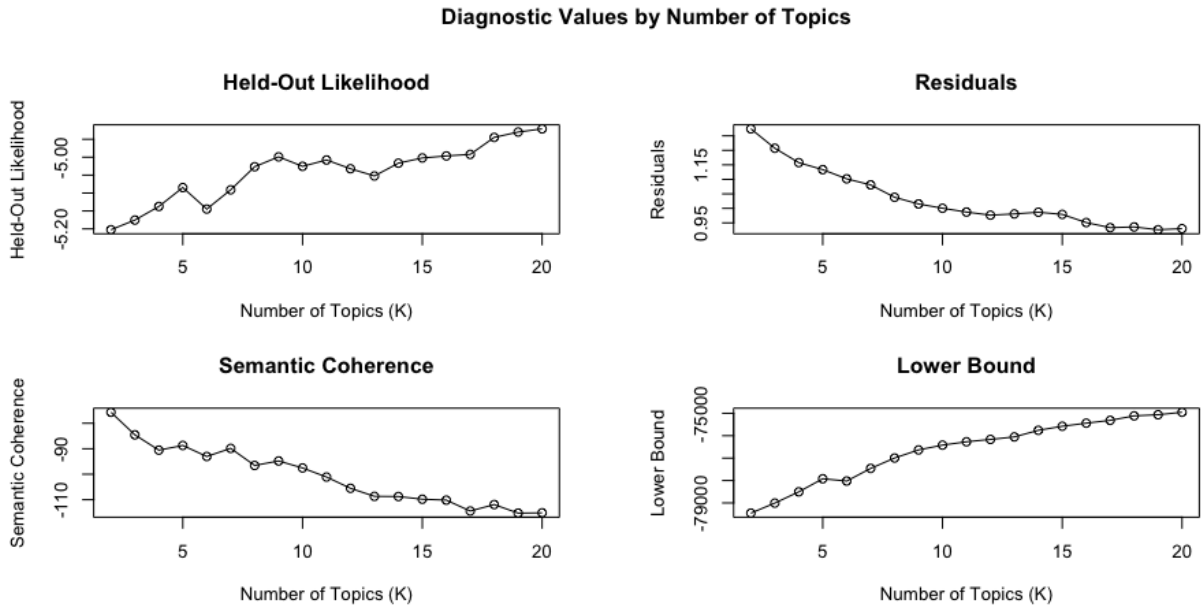 Diagnostic Values by Number of Topics
Held-Out Likelihood
Held-Out Likelihood
-5.00
-5.20
5
10
15
20
Number of Topics (K)
Residuals
Residuals
1.15
0.95
5
10
15
20
Number of Topics (K)
Semantic Coherence
Semantic Coherence
-90
-110
5
10
15
20
Number of Topics (K)
Lower Bound
Lower Bound
-75000
-79000
5
10
15
20
Number of Topics (K)